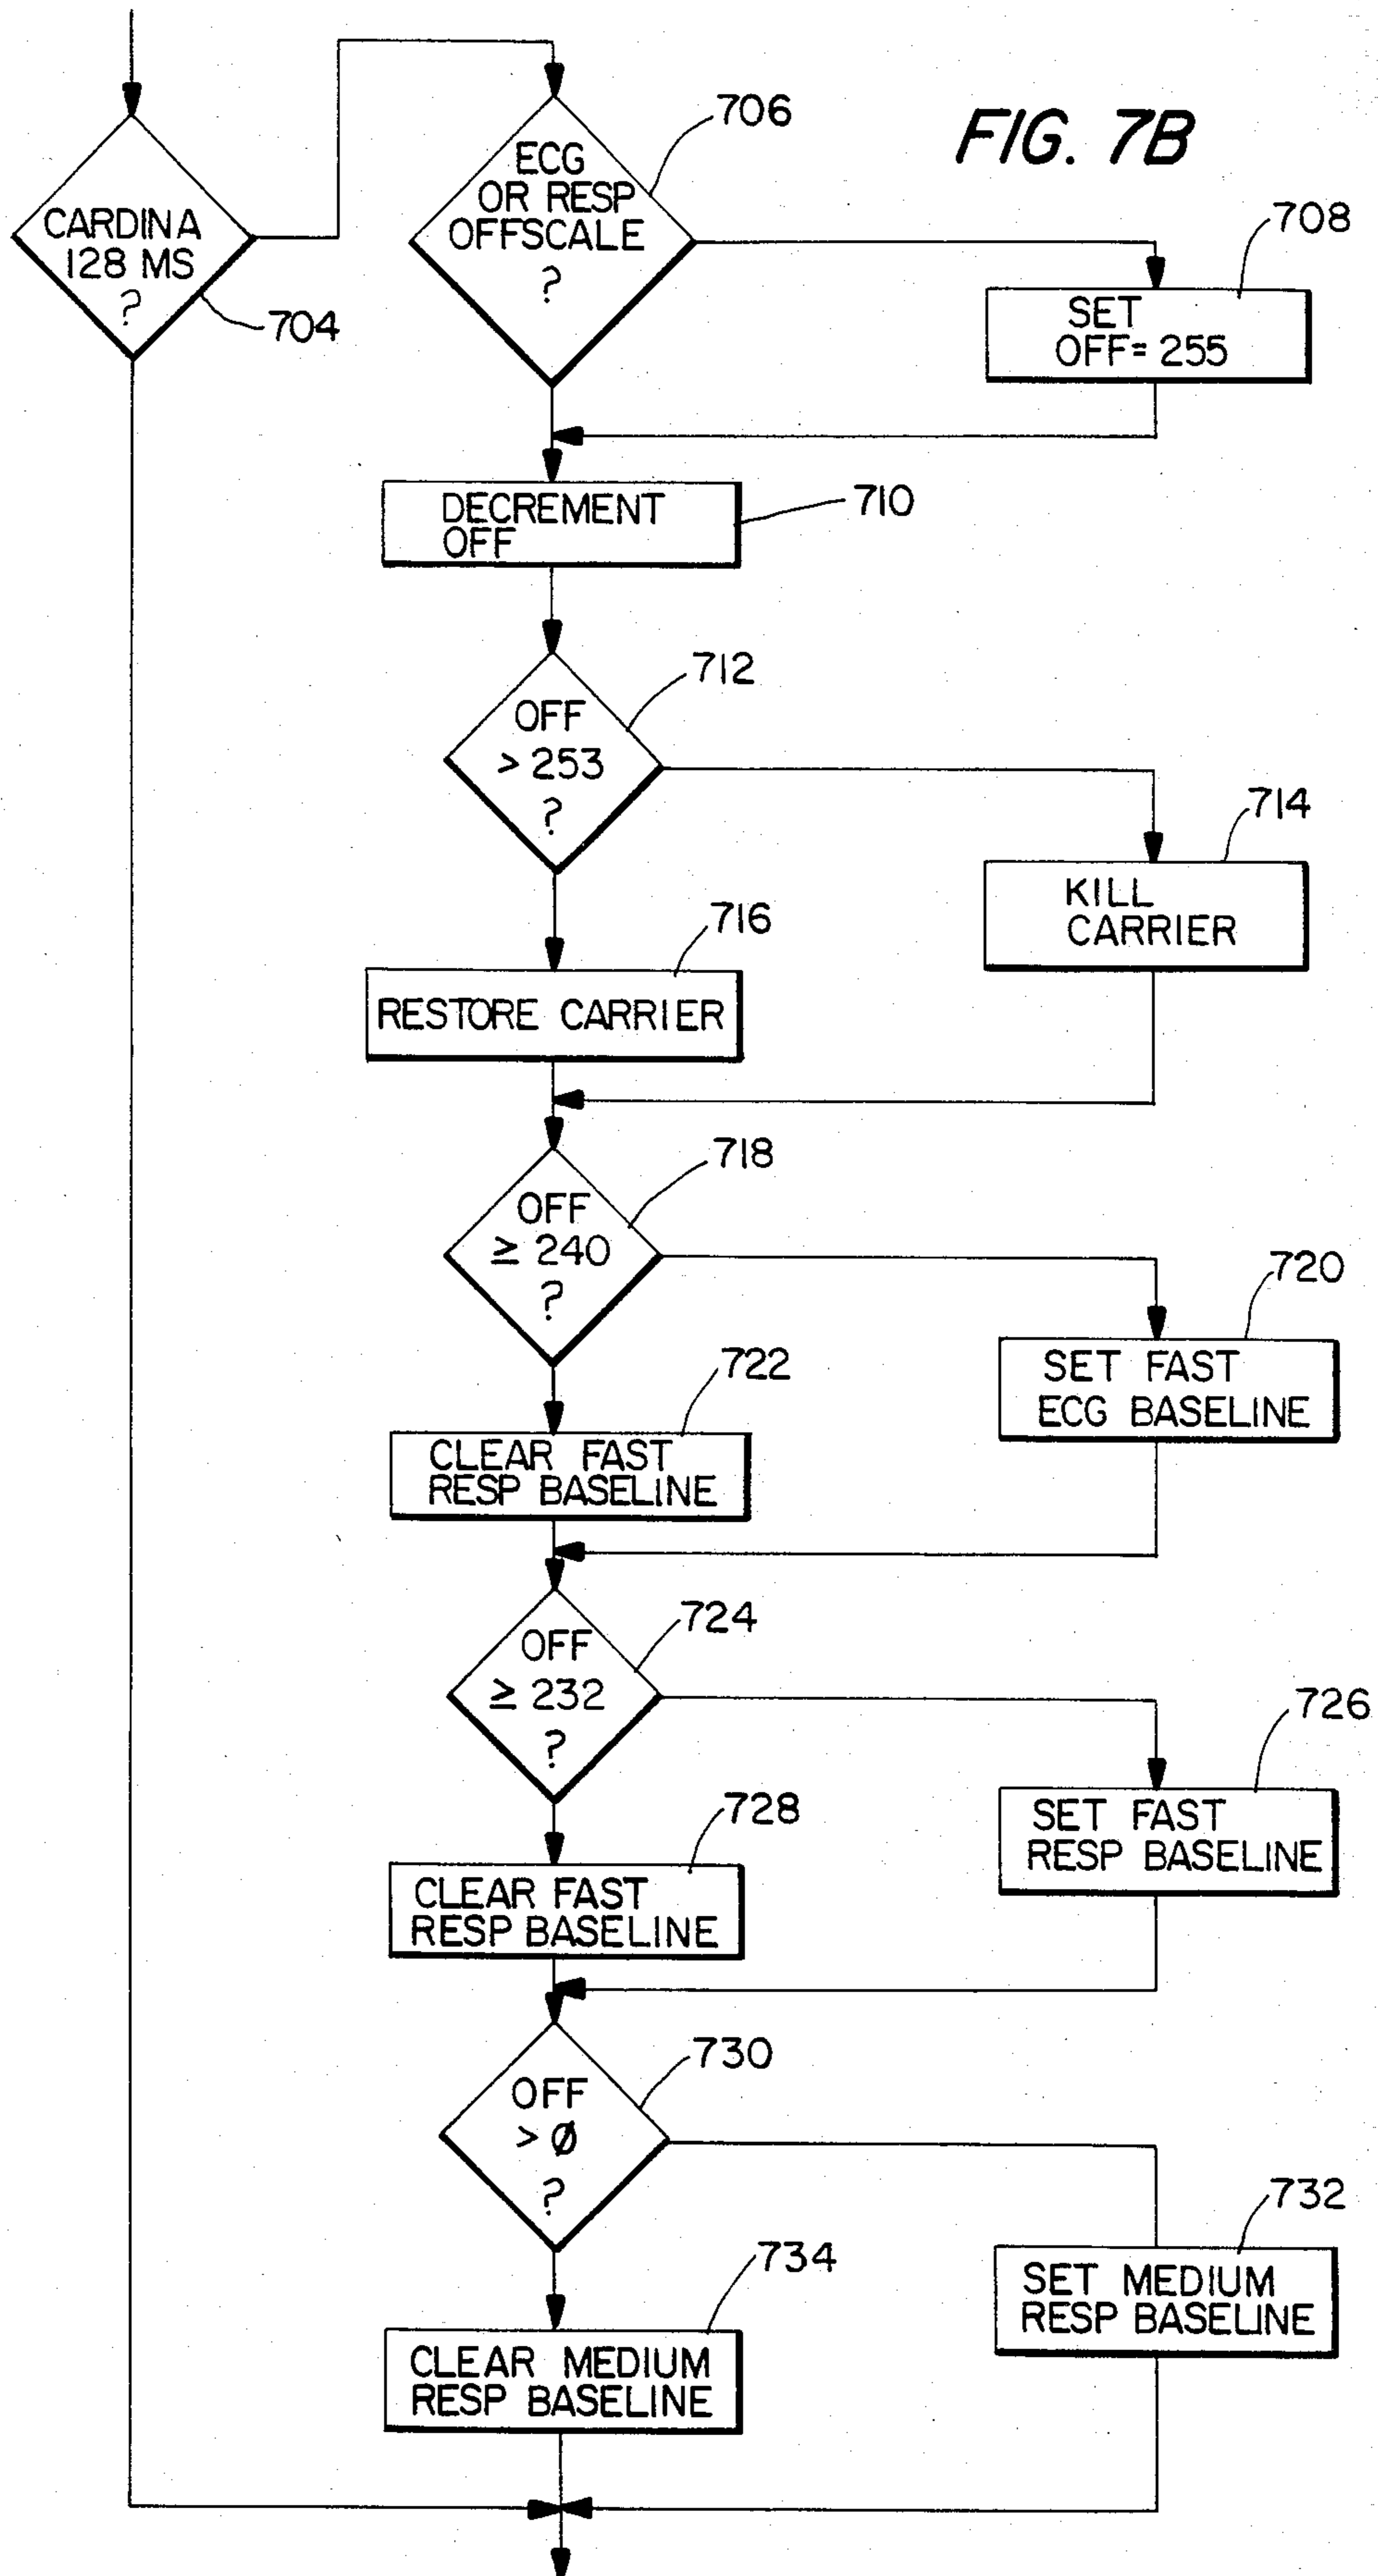 FIG. 7B
CARDINA
128 MS
?
704
ECG
OR RESP
OFFSCALE
?
706
SET
OFF= 255
708
DECREMENT
OFF
710
OFF
> 253
?
712
KILL
CARRIER
714
RESTORE CARRIER
716
OFF
≥ 240
?
718
SET FAST
ECG BASELINE
720
CLEAR FAST
RESP BASELINE
722
OFF
≥ 232
?
724
SET FAST
RESP BASELINE
726
CLEAR FAST
RESP BASELINE
728
OFF
> Ø
?
730
SET MEDIUM
RESP BASELINE
732
CLEAR MEDIUM
RESP BASELINE
734